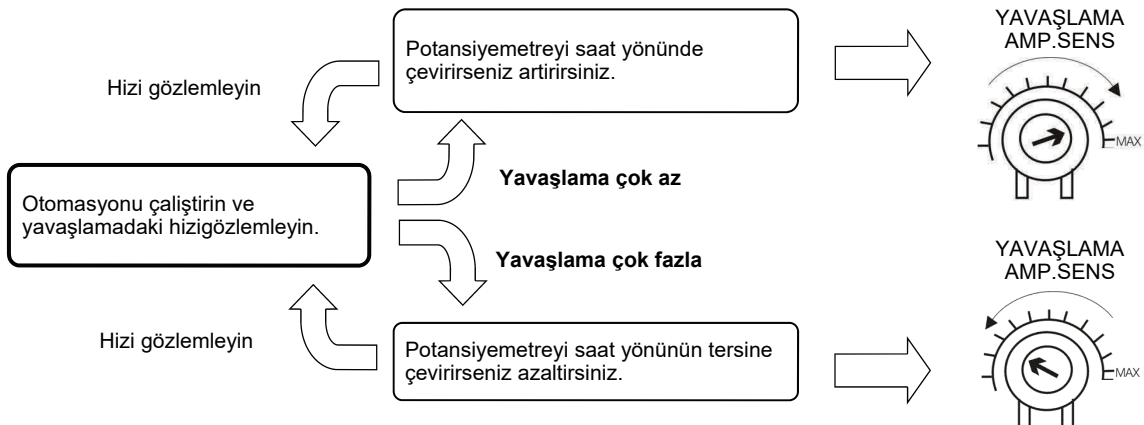 Potansiyemetreyi saat yönünde
çevirirseniz artirirsiniz.
YAVAŞLAMA
AMP.SENS
MAX
Hizi gözlemleyin
Yavaşlama çok az
Otomasyonu çaliştirin ve
yavaşlamadaki hizigözlemleyin.
Yavaşlama çok fazla
Hizi gözlemleyin
Potansiyemetreyi saat yönünün tersine
çevirirseniz azaltirsiniz.
YAVAŞLAMA
AMP.SENS
MAX